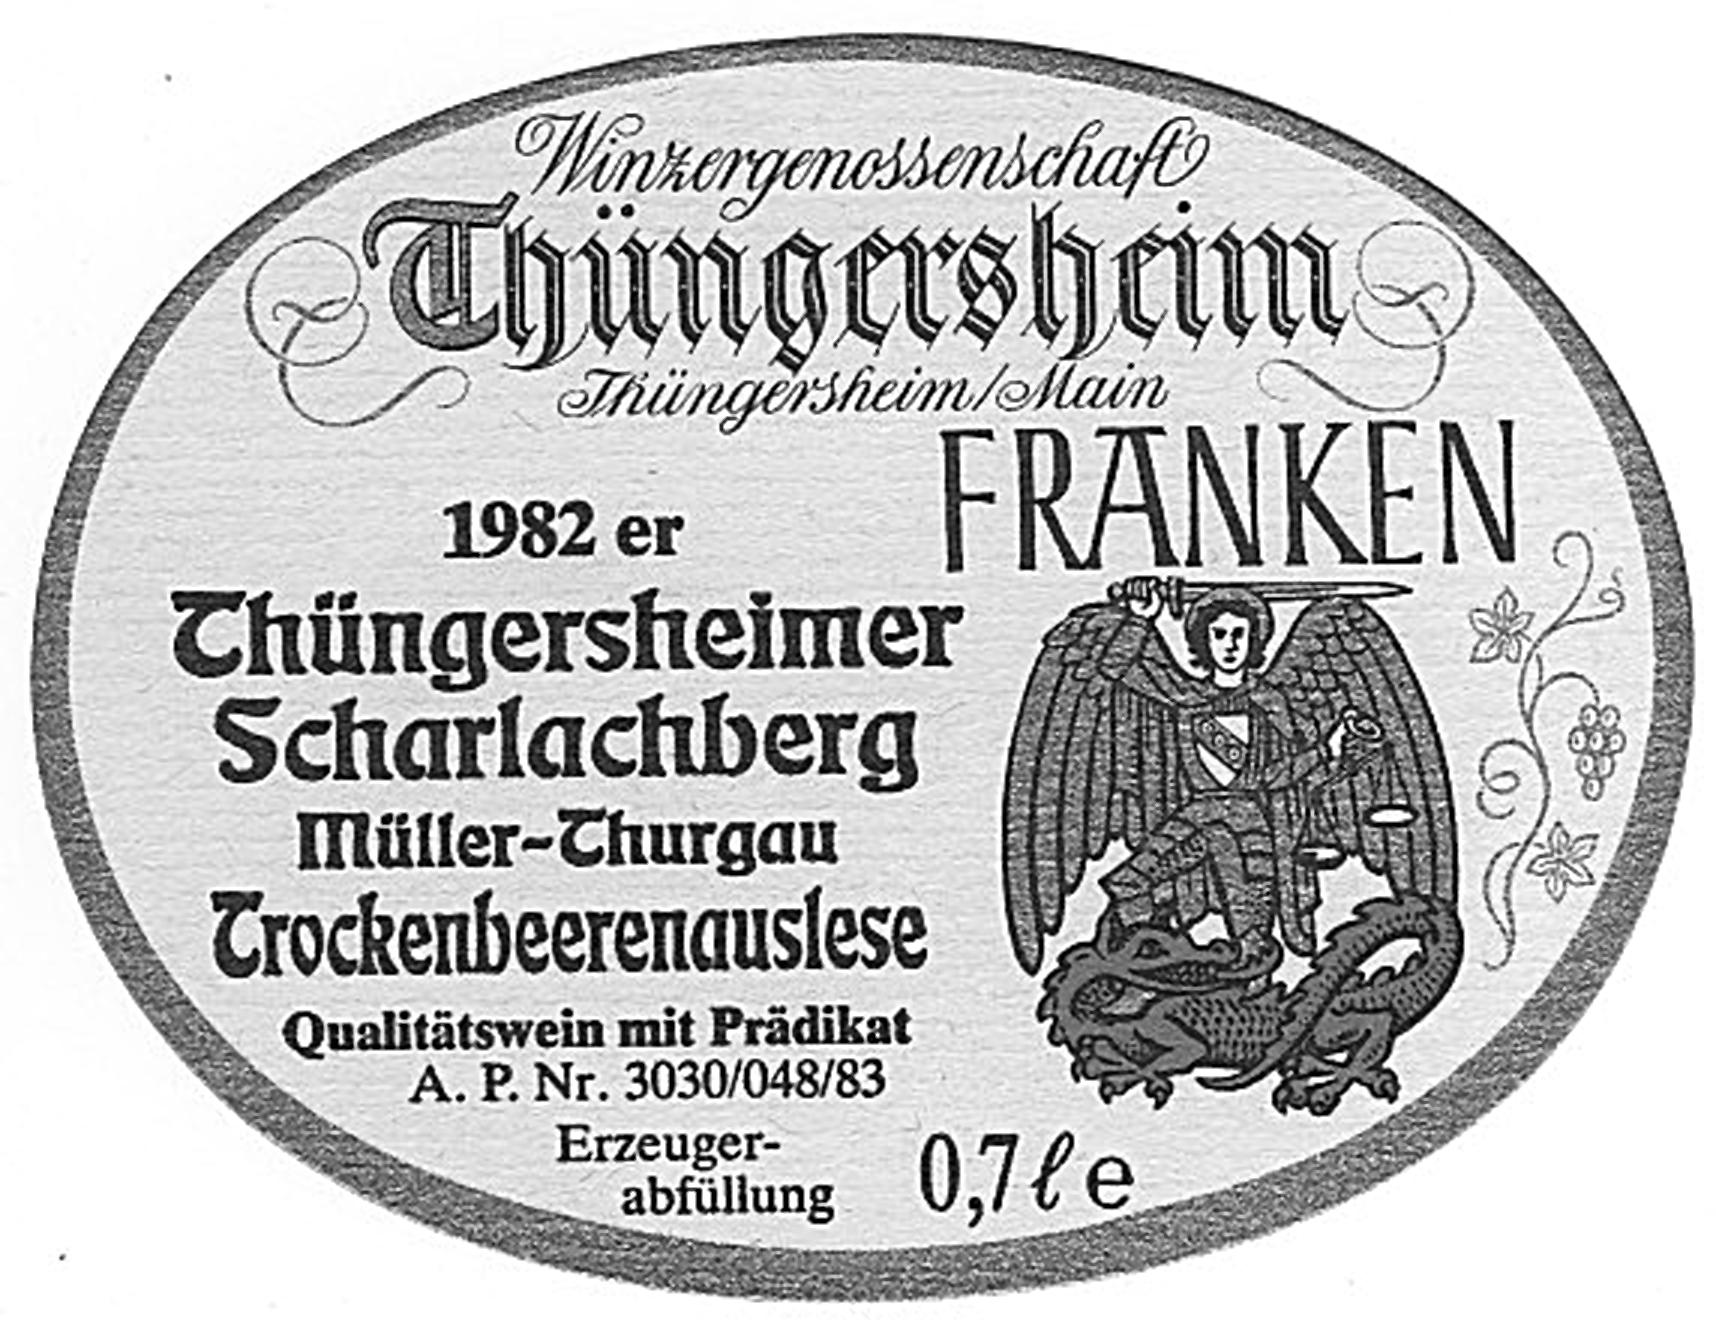 Winzergenossenschaft
Thüngersheim
Thüngersheim/Main
FRANKEN
1982 er
Thüngersheimer
Scharlachberg
Müller-Thurgau
Trockenbeerenauslese
Qualitätswein mit Prädikat
A. P. Nr. 3030/048/83
Erzeuger-
abfüllung
0,7 ℓ e